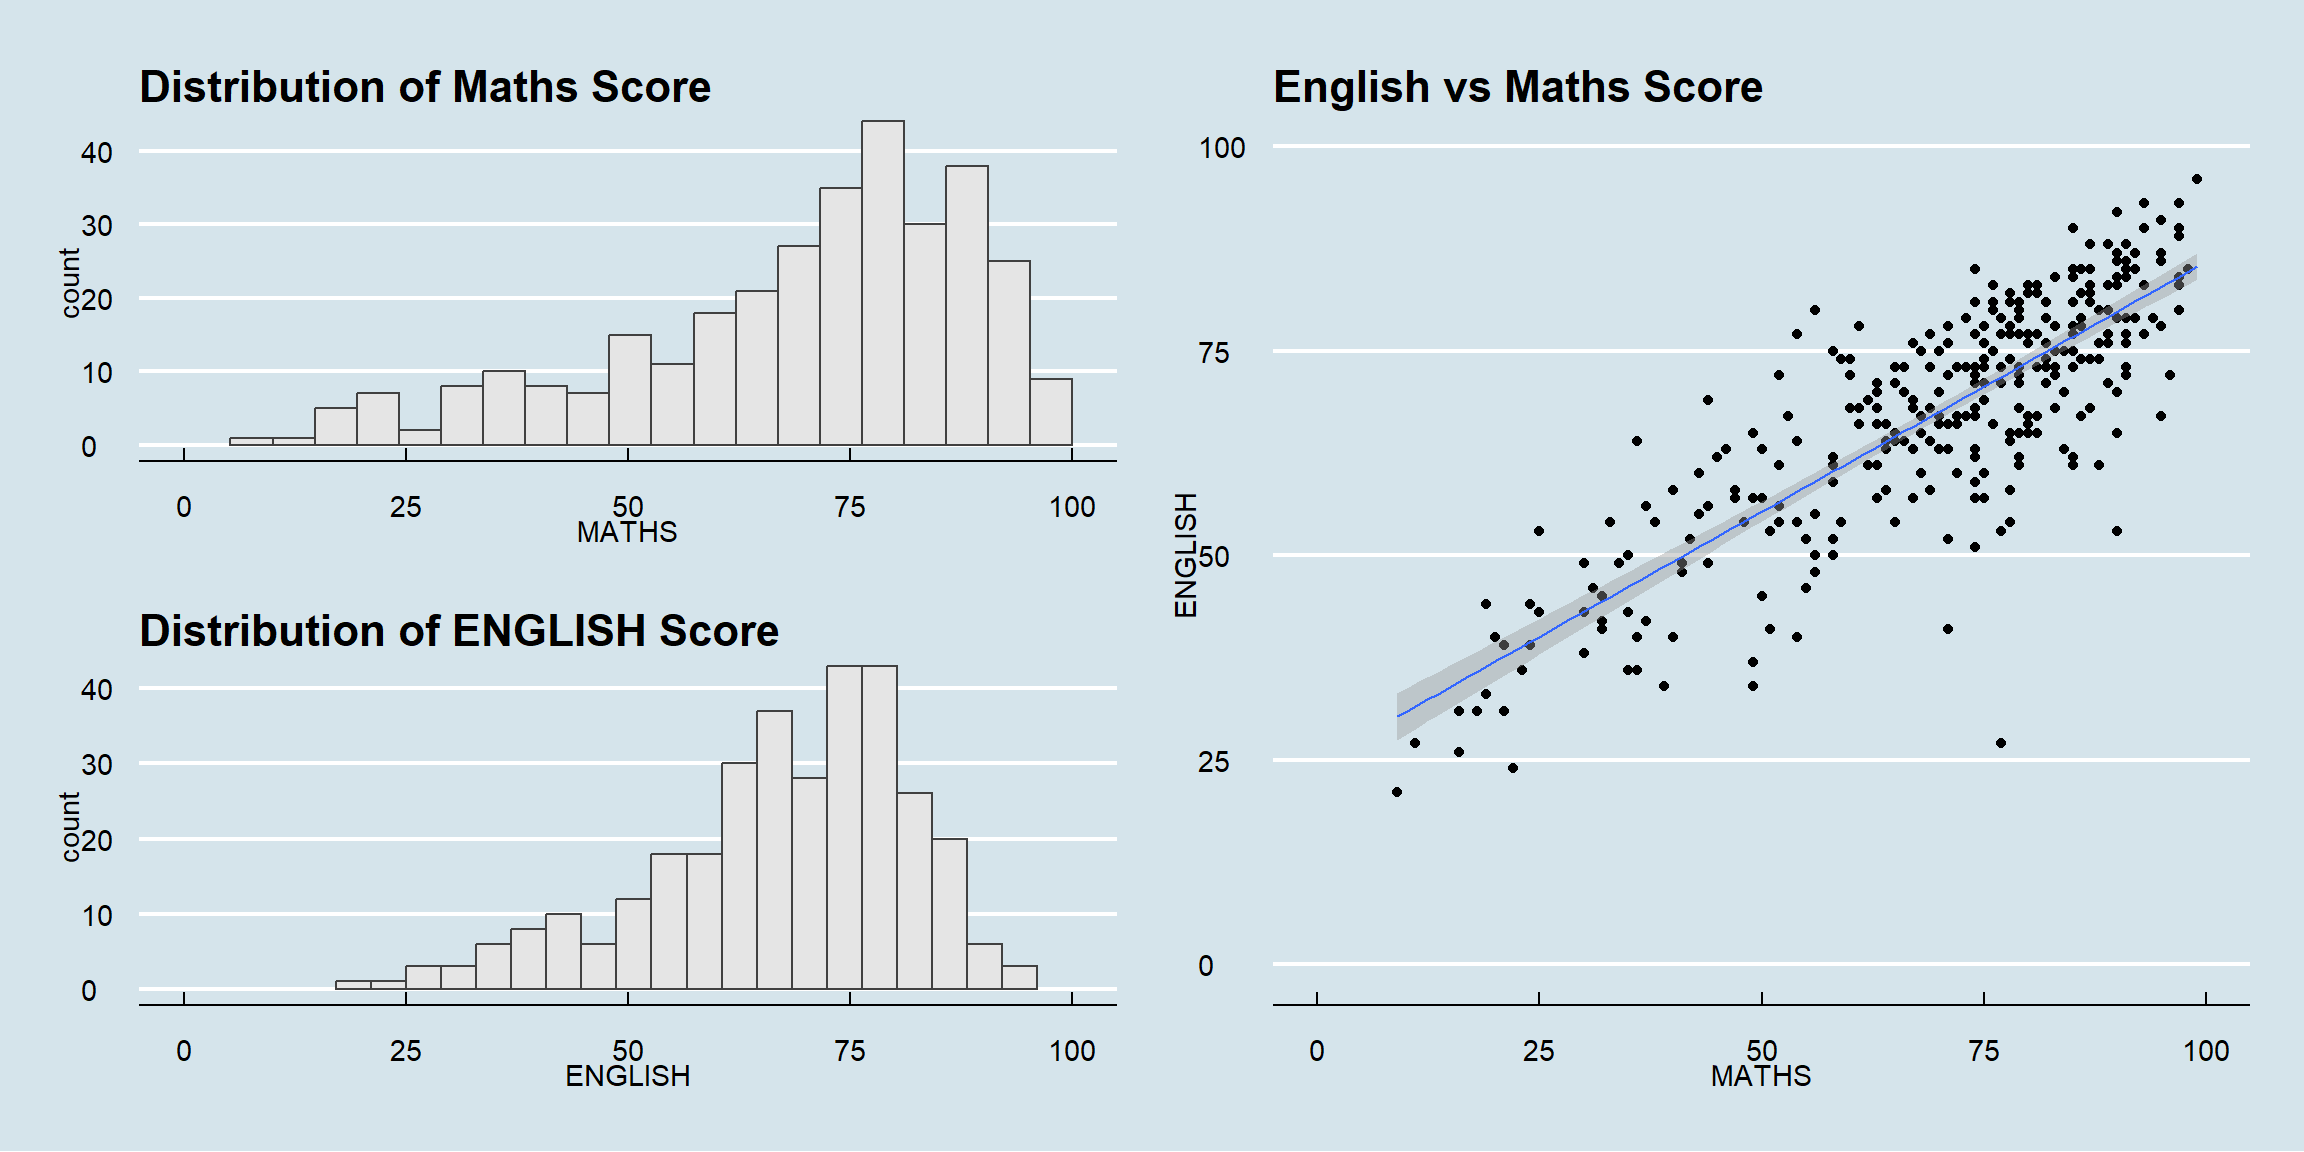 Distribution of Maths Score
40
30
20
10
0
count
0 25 50 75 100
MATHS
Distribution of ENGLISH Score
40
30
20
10
0
count
0 25 50 75 100
ENGLISH
English vs Maths Score
100
75
50
25
0
ENGLISH
0 25 50 75 100
MATHS